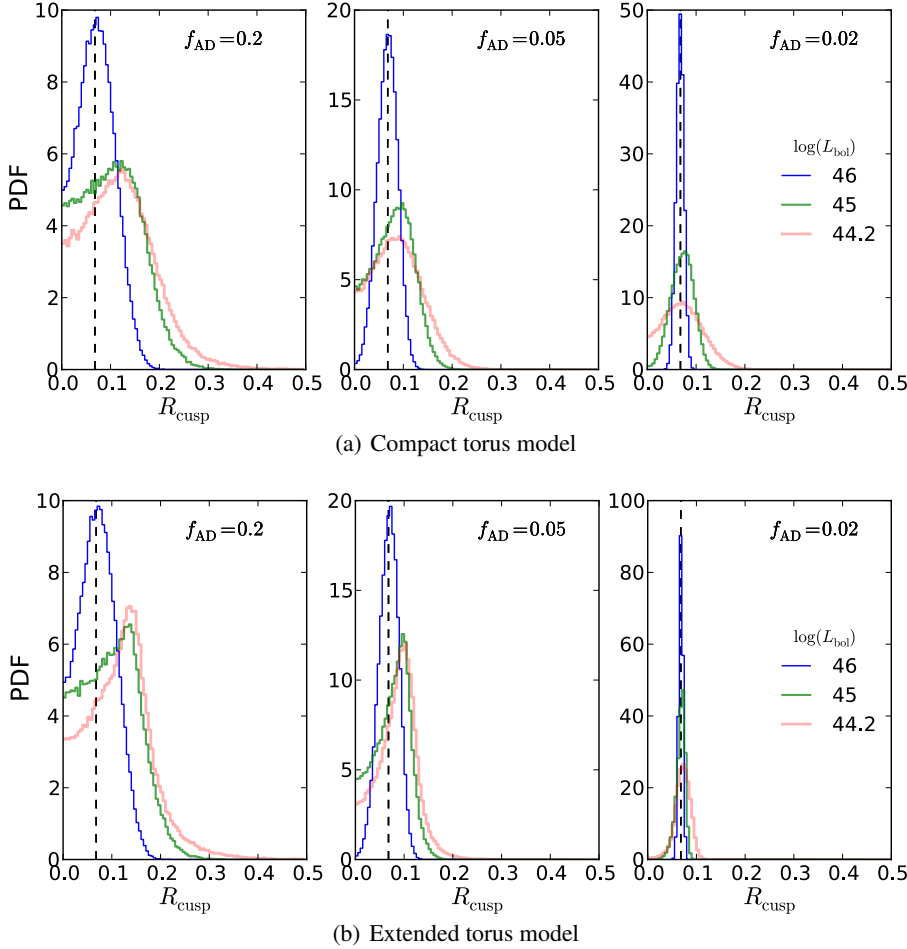 f_AD = 0.2
f_AD = 0.05
f_AD = 0.02
10
8
6
4
2
0
20
15
10
5
0
50
40
30
20
10
0
PDF
log(L_bol)
46
45
44.2
0.0 0.1 0.2 0.3 0.4 0.5
0.0 0.1 0.2 0.3 0.4 0.5
0.0 0.1 0.2 0.3 0.4 0.5
R_cusp
R_cusp
R_cusp
(a) Compact torus model
f_AD = 0.2
f_AD = 0.05
f_AD = 0.02
10
8
6
4
2
0
20
15
10
5
0
100
80
60
40
20
0
PDF
log(L_bol)
46
45
44.2
0.0 0.1 0.2 0.3 0.4 0.5
0.0 0.1 0.2 0.3 0.4 0.5
0.0 0.1 0.2 0.3 0.4 0.5
R_cusp
R_cusp
R_cusp
(b) Extended torus model